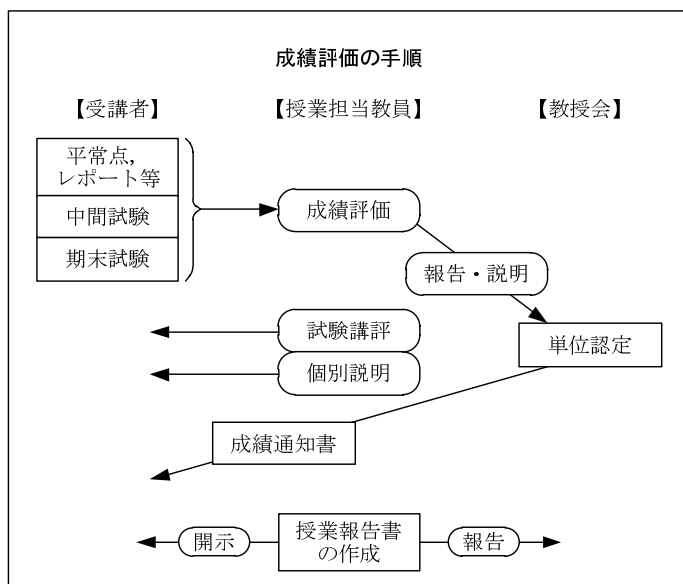 成績評価の手順
【受講者】 【授業担当教員】 【教授会】
平常点,
レポート等
中間試験
期末試験
成績評価
報告・説明
試験講評
単位認定
個別説明
成績通知書
開示
授業報告書
の作成
報告